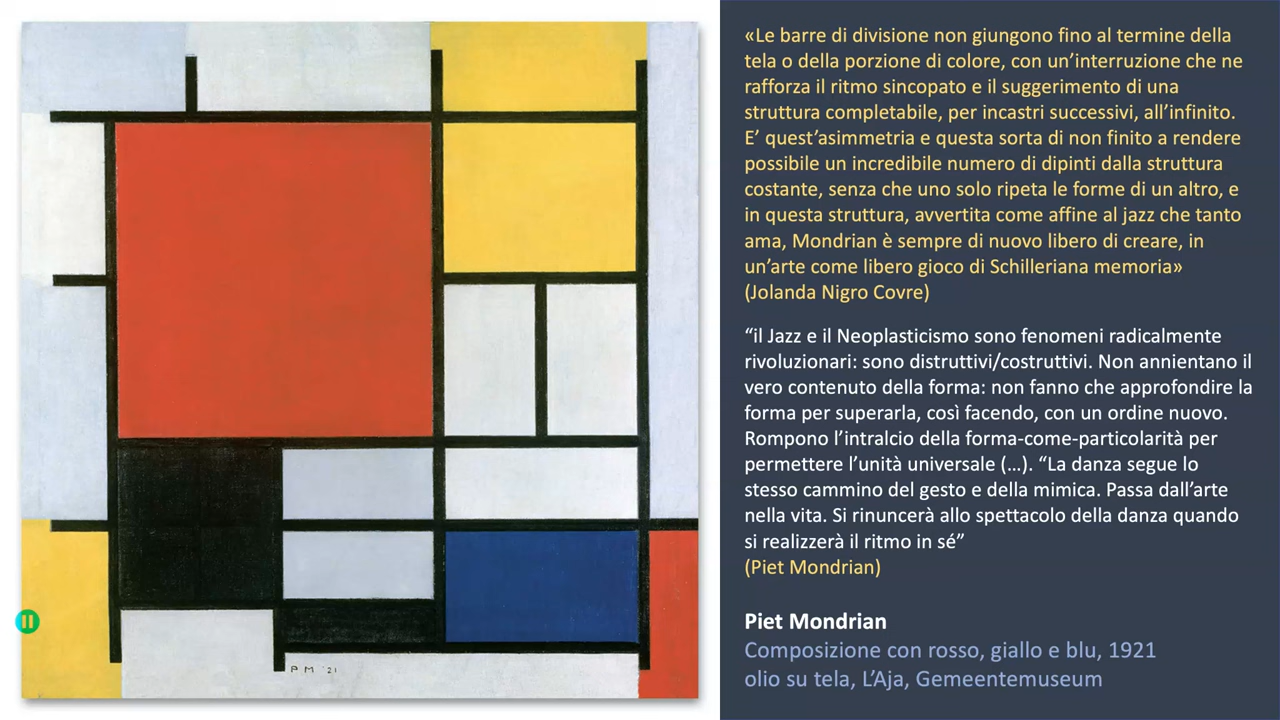 «Le barre di divisione non giungono fino al termine della
tela o della porzione di colore, con un’interruzione che ne
rafforza il ritmo sincopato e il suggerimento di una
struttura completabile, per incastri successivi, all’infinito.
E’ quest’asimmetria e questa sorta di non finito a rendere
possibile un incredibile numero di dipinti dalla struttura
costante, senza che uno solo ripeta le forme di un altro, e
in questa struttura, avvertita come affine al jazz che tanto
ama, Mondrian è sempre di nuovo libero di creare, in
un’arte come libero gioco di Schilleriana memoria»
(Jolanda Nigro Covre)
“il Jazz e il Neoplasticismo sono fenomeni radicalmente
rivoluzionari: sono distruttivi/costruttivi. Non annientano il
vero contenuto della forma: non fanno che approfondire la
forma per superarla, così facendo, con un ordine nuovo.
Rompono l’intralcio della forma-come-particolarità per
permettere l’unità universale (…). “La danza segue lo
stesso cammino del gesto e della mimica. Passa dall’arte
nella vita. Si rinuncerà allo spettacolo della danza quando
si realizzerà il ritmo in sé”
(Piet Mondrian)
Piet Mondrian
Composizione con rosso, giallo e blu, 1921
olio su tela, L’Aja, Gemeentemuseum
P M '21